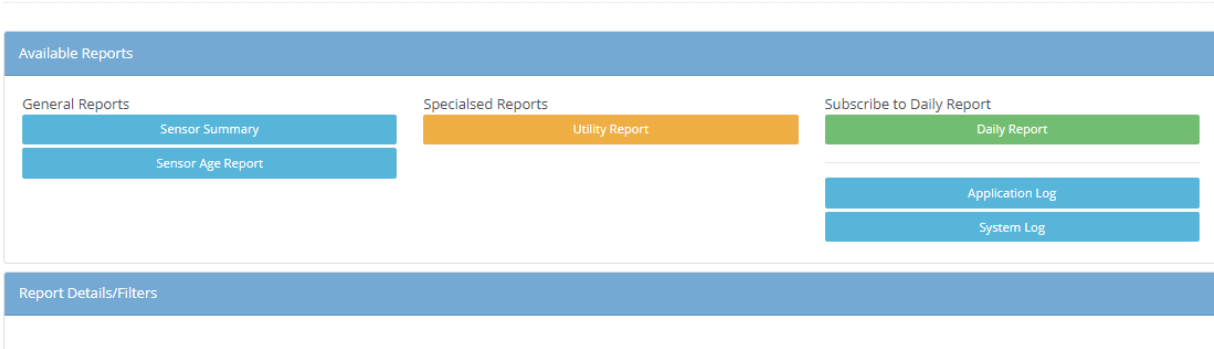 Available Reports
General Reports
Sensor Summary
Sensor Age Report
Specialsed Reports
Utility Report
Subscribe to Daily Report
Daily Report
Application Log
System Log
Report Details/Filters